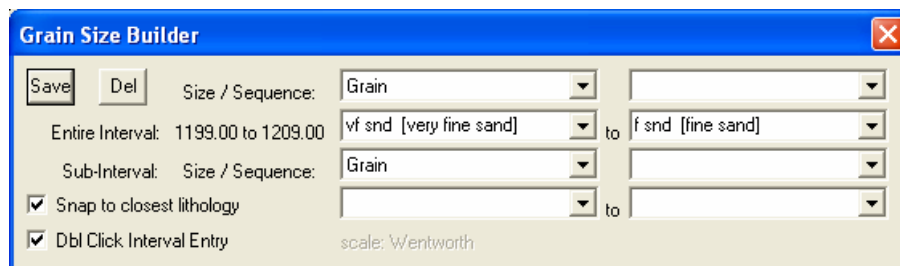 Grain Size Builder
Save Del Size / Sequence: Grain
Entire Interval: 1199.00 to 1209.00 vf snd [very fine sand] to f snd [fine sand]
Sub-Interval: Size / Sequence: Grain
Snap to closest lithology to
Dbl Click Interval Entry scale: Wentworth